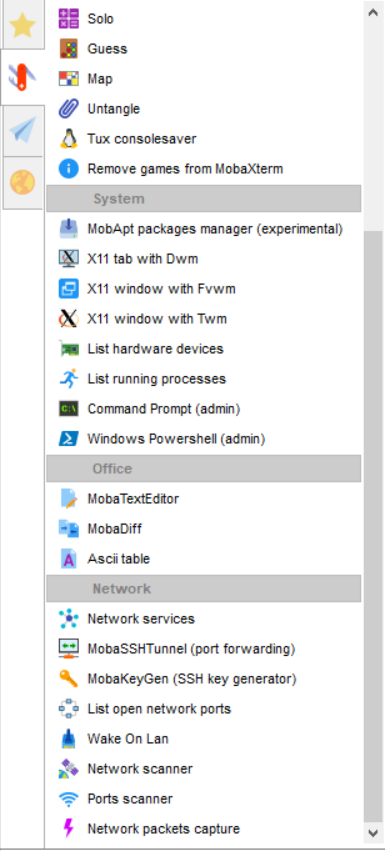 Solo
Guess
Map
Untangle
Tux consolesaver
Remove games from MobaXterm
System
MobApt packages manager (experimental)
X11 tab with Dwm
X11 window with Fvwm
X11 window with Twm
List hardware devices
List running processes
Command Prompt (admin)
Windows Powershell (admin)
Office
MobaTextEditor
MobaDiff
Ascii table
Network
Network services
MobaSSHTunnel (port forwarding)
MobaKeyGen (SSH key generator)
List open network ports
Wake On Lan
Network scanner
Ports scanner
Network packets capture